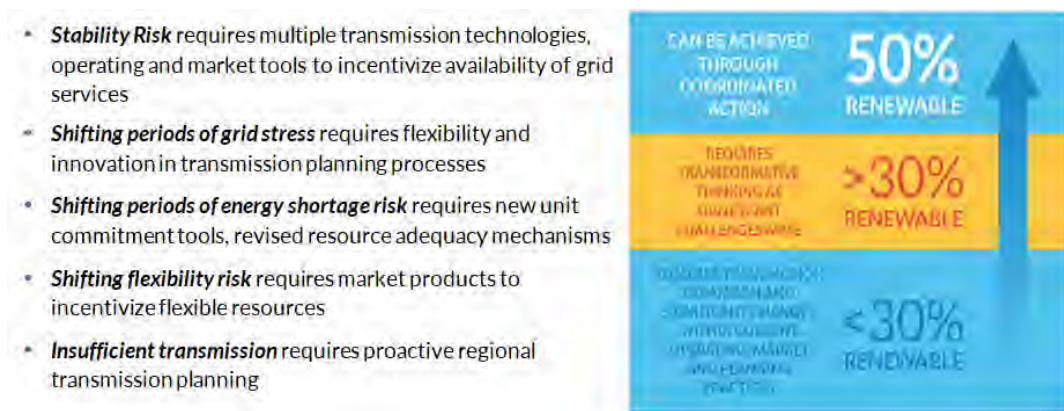 Stability Risk requires multiple transmission technologies,
operating and market tools to incentivize availability of grid
services
Shifting periods of grid stress requires flexibility and
innovation in transmission planning processes
Shifting periods of energy shortage risk requires new unit
commitment tools, revised resource adequacy mechanisms
Shifting flexibility risk requires market products to
incentivize flexible resources
Insufficient transmission requires proactive regional
transmission planning
CAN BE ACHIEVED
THROUGH
COORDINATED
ACTION
50%
RENEWABLE
REQUIRES
TRANSFORMATIVE
THINKING AS
>30%
RENEWABLE
<30%
RENEWABLE